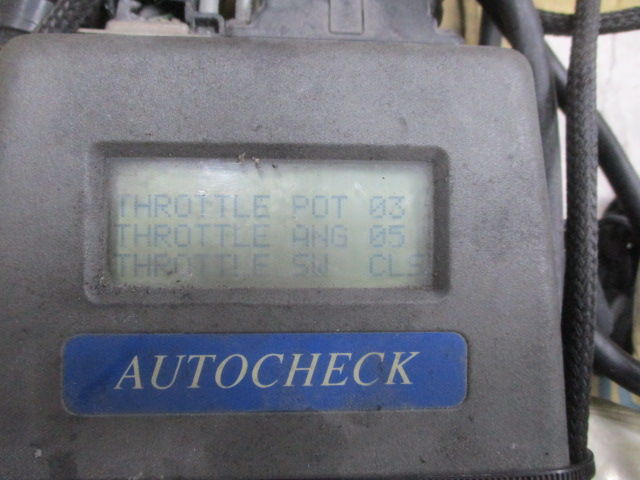 THROTTLE POT 03
THROTTLE ANG 05
THROTTLE SW CLS
AUTOCHECK